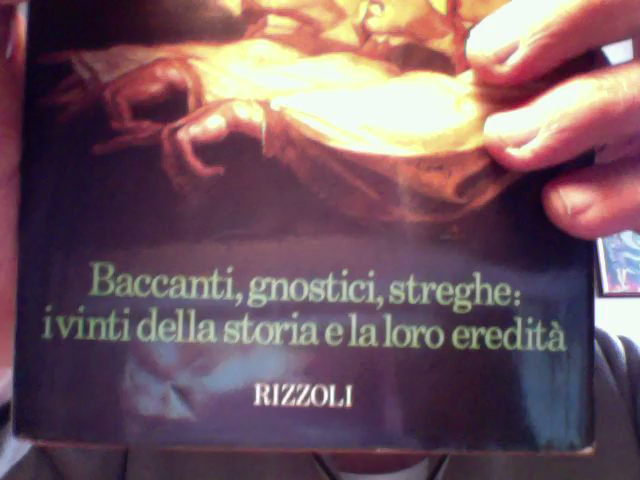 Baccanti, gnostici, streghe:
i vinti della storia e la loro eredità
RIZZOLI